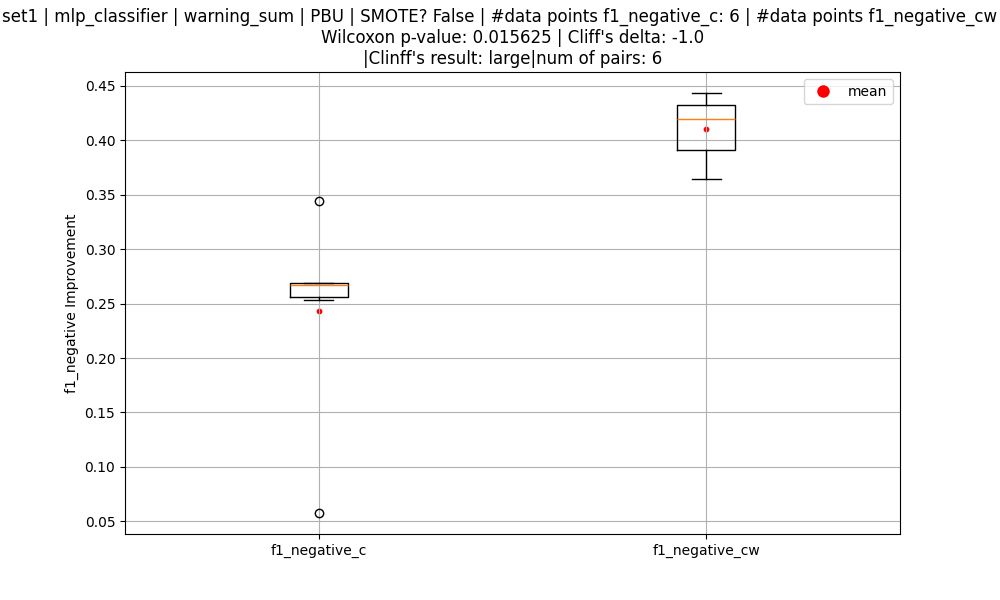 set1 | mlp_classifier | warning_sum | PBU | SMOTE? False | #data points f1_negative_c: 6 | #data points f1_negative_cw
Wilcoxon p-value: 0.015625 | Cliff's delta: -1.0
|Clinff's result: large|num of pairs: 6
mean
0.45
0.40
0.35
0.30
0.25
0.20
0.15
0.10
0.05
f1_negative Improvement
f1_negative_c
f1_negative_cw